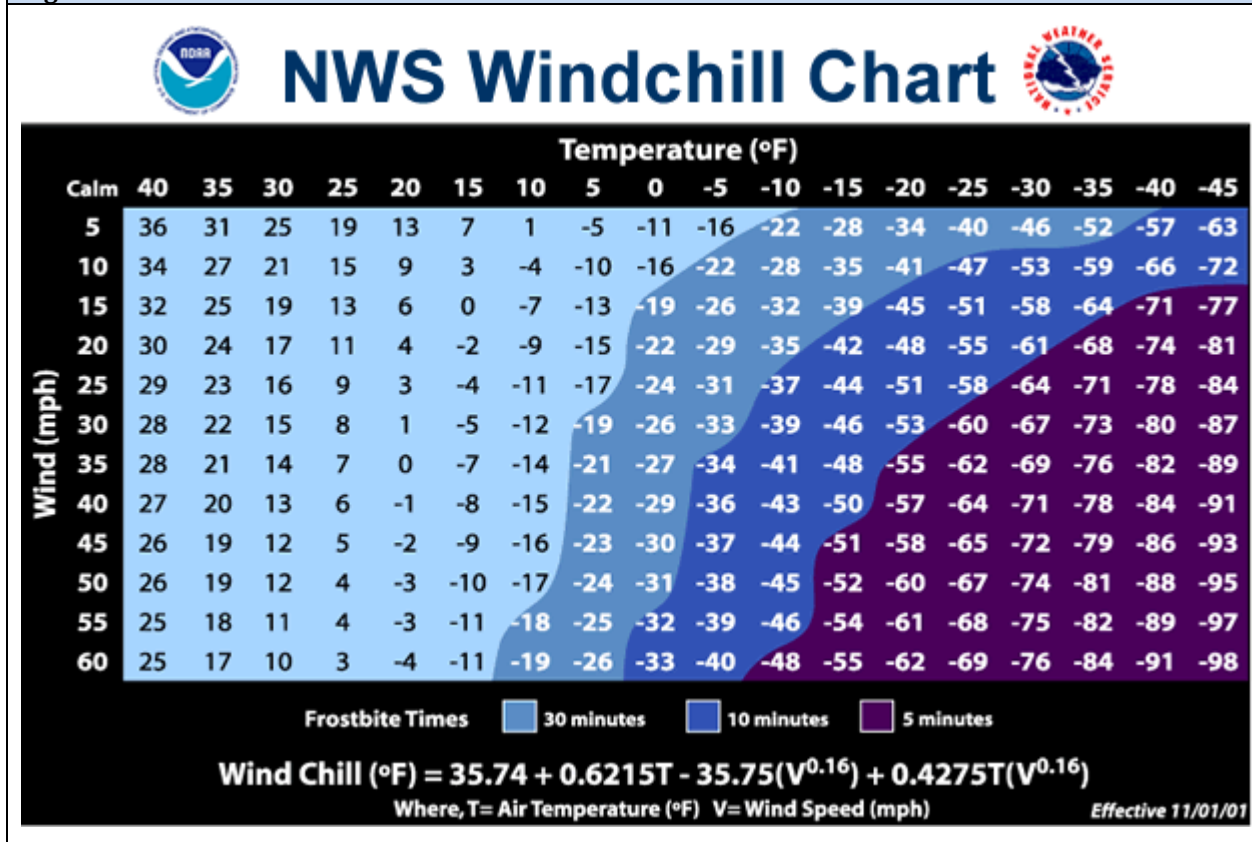 NOAA
NWS Windchill Chart
NATIONAL WEATHER SERVICE
Temperature (ºF)
Calm 40 35 30 25 20 15 10 5 0 -5 -10 -15 -20 -25 -30 -35 -40 -45
Wind (mph)
5 36 31 25 19 13 7 1 -5 -11 -16 -22 -28 -34 -40 -46 -52 -57 -63
10 34 27 21 15 9 3 -4 -10 -16 -22 -28 -35 -41 -47 -53 -59 -66 -72
15 32 25 19 13 6 0 -7 -13 -19 -26 -32 -39 -45 -51 -58 -64 -71 -77
20 30 24 17 11 4 -2 -9 -15 -22 -29 -35 -42 -48 -55 -61 -68 -74 -81
25 29 23 16 9 3 -4 -11 -17 -24 -31 -37 -44 -51 -58 -64 -71 -78 -84
30 28 22 15 8 1 -5 -12 -19 -26 -33 -39 -46 -53 -60 -67 -73 -80 -87
35 28 21 14 7 0 -7 -14 -21 -27 -34 -41 -48 -55 -62 -69 -76 -82 -89
40 27 20 13 6 -1 -8 -15 -22 -29 -36 -43 -50 -57 -64 -71 -78 -84 -91
45 26 19 12 5 -2 -9 -16 -23 -30 -37 -44 -51 -58 -65 -72 -79 -86 -93
50 26 19 12 4 -3 -10 -17 -24 -31 -38 -45 -52 -60 -67 -74 -81 -88 -95
55 25 18 11 4 -3 -11 -18 -25 -32 -39 -46 -54 -61 -68 -75 -82 -89 -97
60 25 17 10 3 -4 -11 -19 -26 -33 -40 -48 -55 -62 -69 -76 -84 -91 -98
Frostbite Times 30 minutes 10 minutes 5 minutes
Wind Chill (ºF) = 35.74 + 0.6215T - 35.75(V^0.16) + 0.4275T(V^0.16)
Where, T= Air Temperature (ºF) V= Wind Speed (mph)
Effective 11/01/01